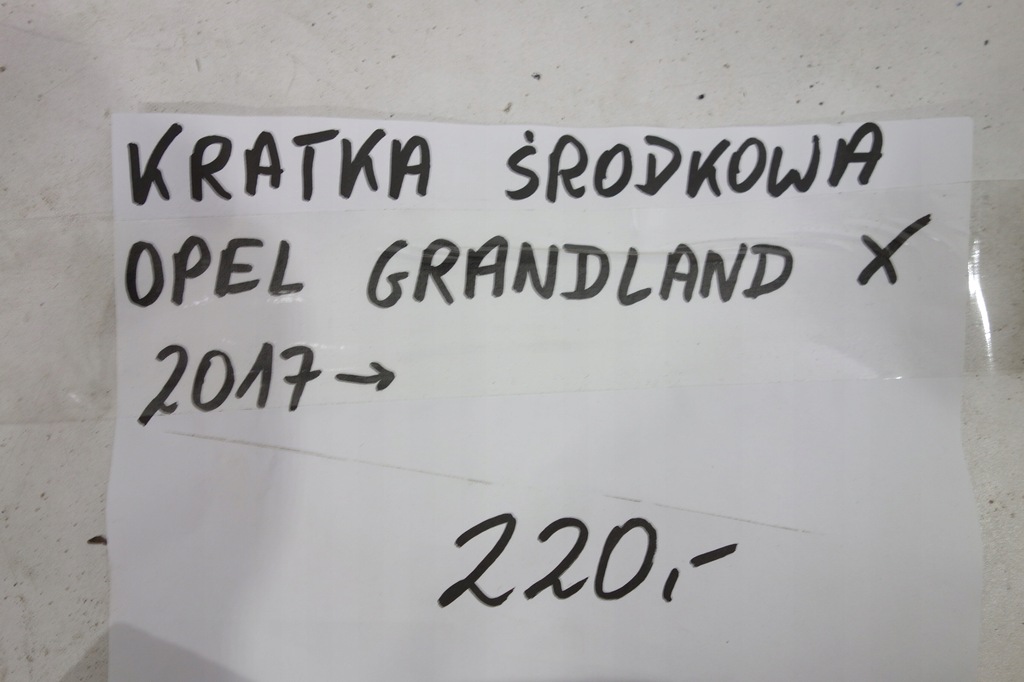 KRATKA ŚRODKOWA
OPEL GRANDLAND X
2017→
220,-